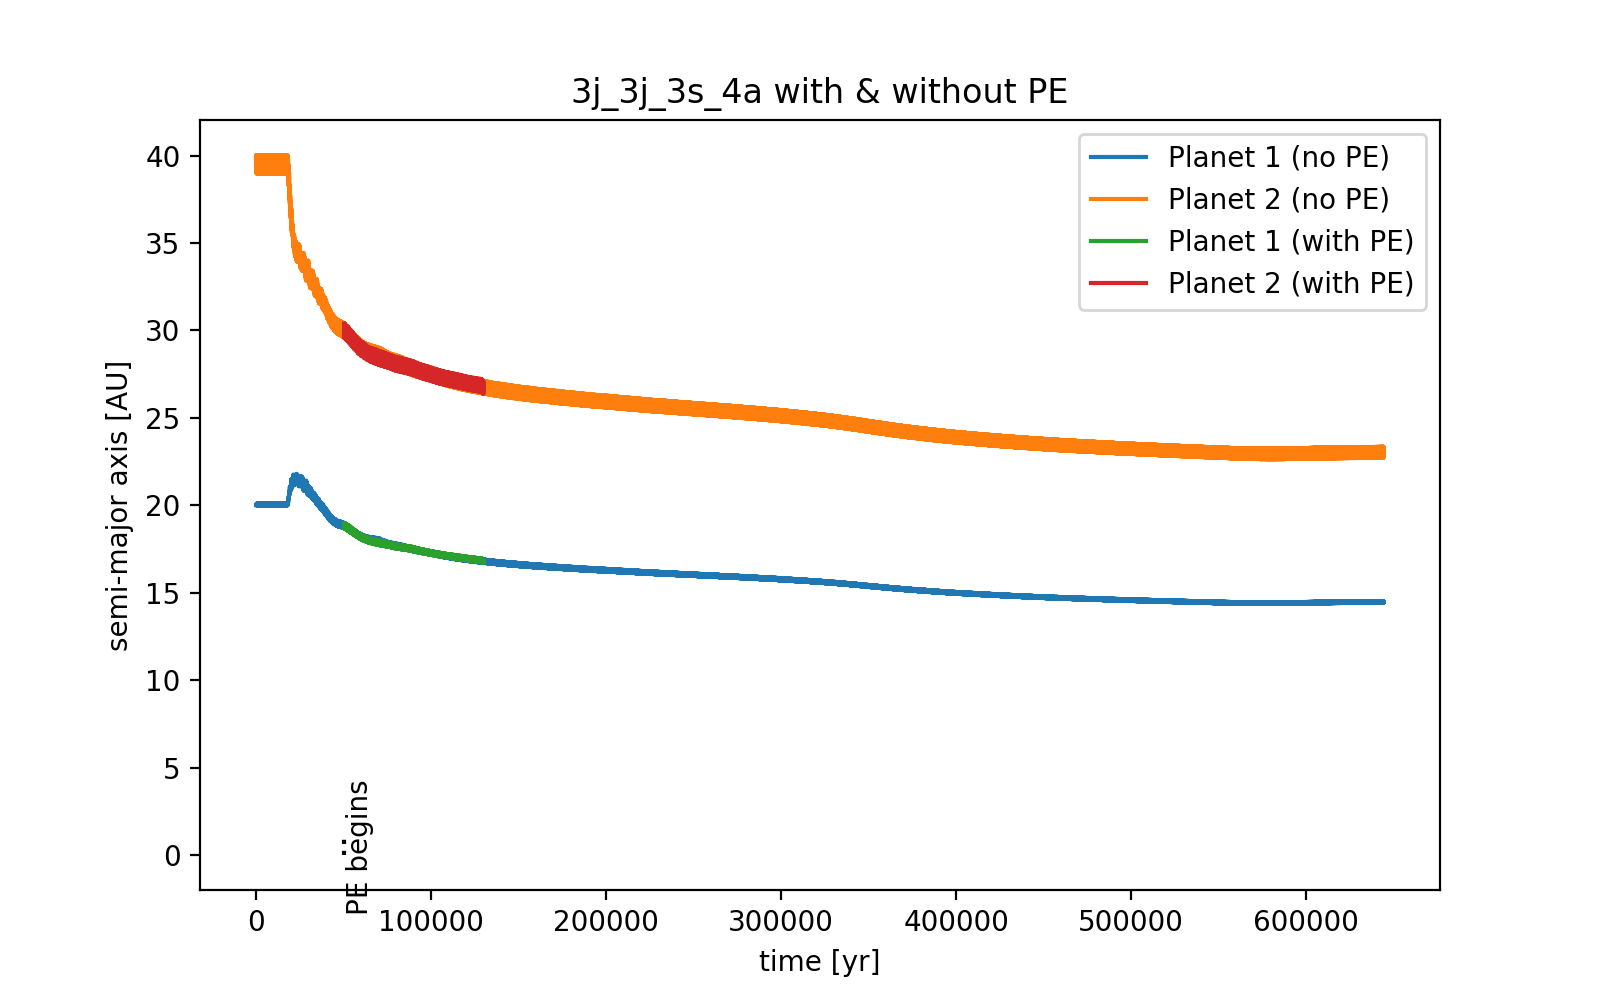 3j_3j_3s_4a with & without PE
Planet 1 (no PE)
Planet 2 (no PE)
Planet 1 (with PE)
Planet 2 (with PE)
40
35
30
25
20
15
10
5
0
semi-major axis [AU]
PE begins
0
100000
200000
300000
400000
500000
600000
time [yr]